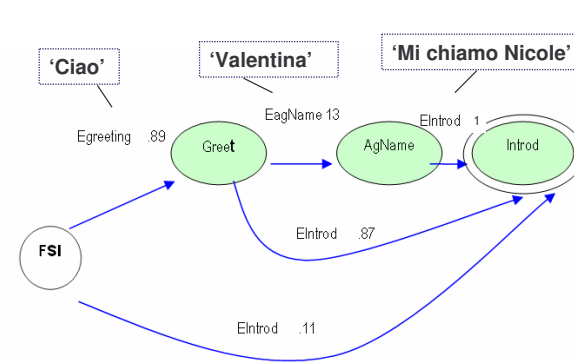 'Ciao'
'Valentina'
'Mi chiamo Nicole'
Egreeting .89
EagName 13
EIntrod 1
Greet
AgName
Introd
EIntrod .87
FSI
EIntrod .11